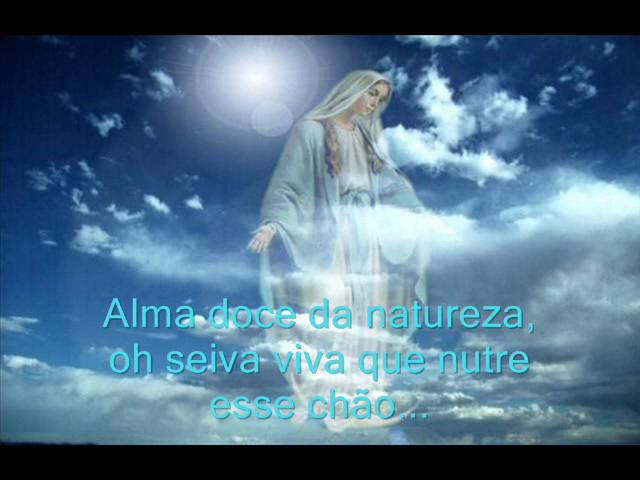 Alma doce da natureza,
oh seiva viva que nutre
esse chão...